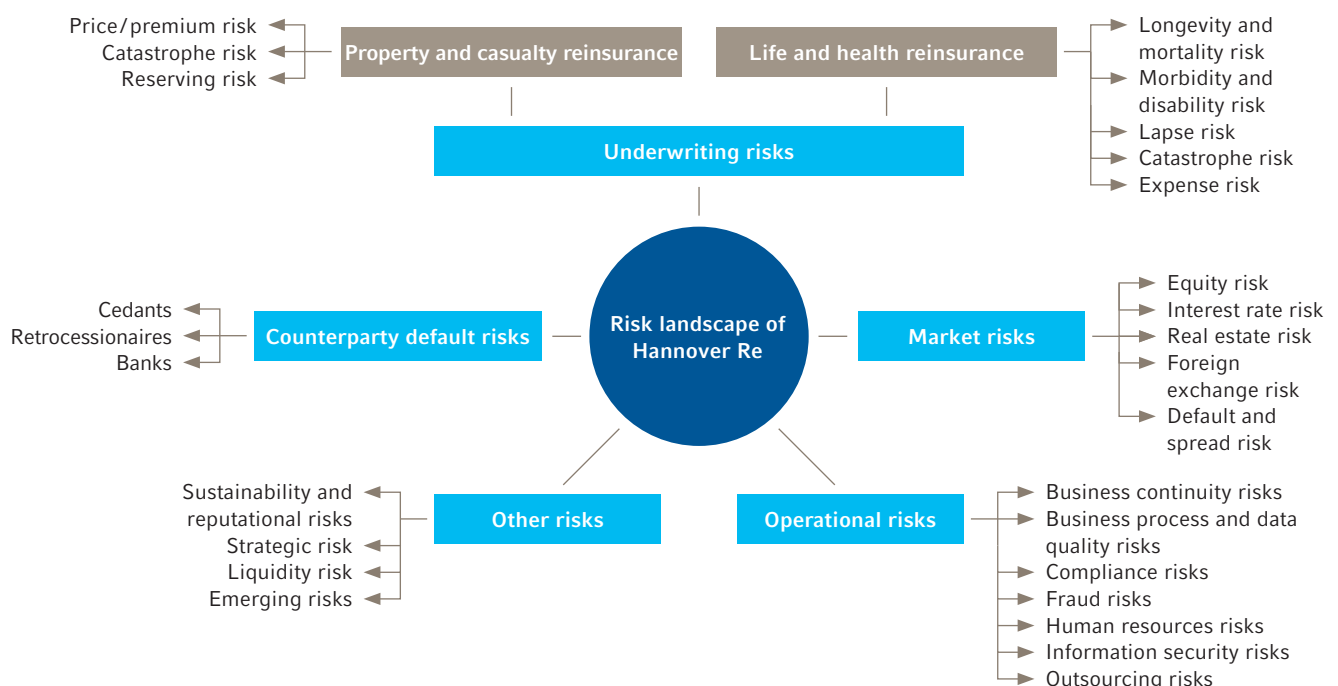 Price/premium risk
Catastrophe risk
Reserving risk
Property and casualty reinsurance
Life and health reinsurance
Longevity and
mortality risk
Morbidity and
disability risk
Lapse risk
Catastrophe risk
Expense risk
Underwriting risks
Cedants
Retrocessionaires
Banks
Counterparty default risks
Risk landscape of
Hannover Re
Market risks
Equity risk
Interest rate risk
Real estate risk
Foreign
exchange risk
Default and
spread risk
Sustainability and
reputational risks
Strategic risk
Liquidity risk
Emerging risks
Other risks
Operational risks
Business continuity risks
Business process and data
quality risks
Compliance risks
Fraud risks
Human resources risks
Information security risks
Outsourcing risks